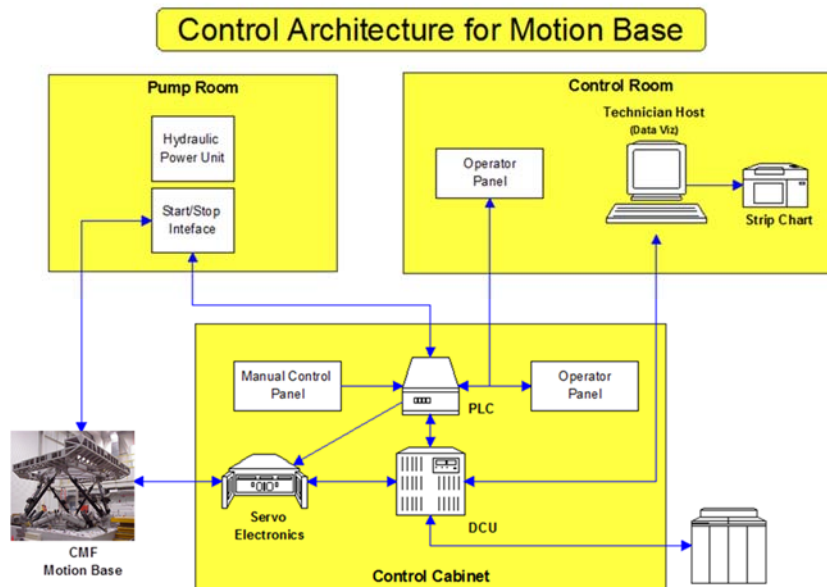 Control Architecture for Motion Base
Pump Room
Hydraulic
Power Unit
Start/Stop
Inteface
Control Room
Technician Host
(Data Viz)
Operator
Panel
Strip Chart
Manual Control
Panel
PLC
Operator
Panel
Servo
Electronics
DCU
Control Cabinet
CMF
Motion Base